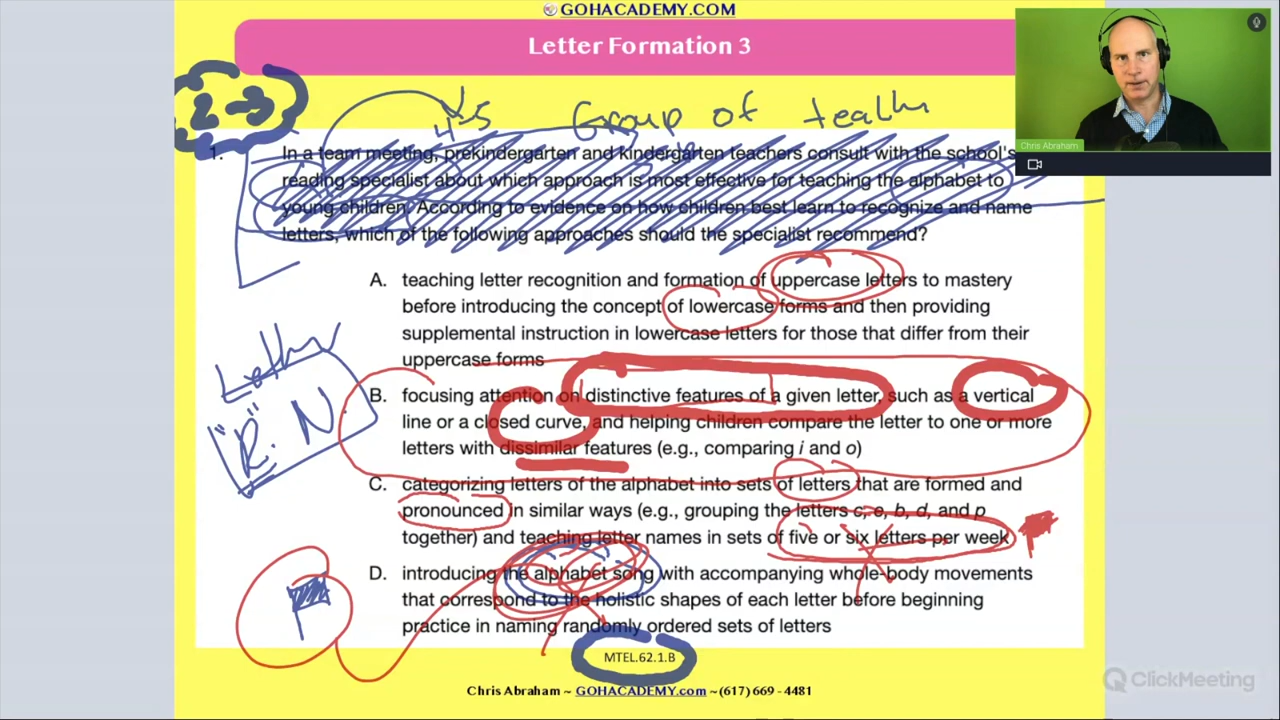 GOHACADEMY.COM
Letter Formation 3
Chris Abraham
2 → 3
4-5 Group of
1. In a team meeting, prekindergarten and kindergarten teachers consult with the school's
reading specialist about which approach is most effective for teaching the alphabet to
young children. According to evidence on how children best learn to recognize and name
letters, which of the following approaches should the specialist recommend?
A. teaching letter recognition and formation of uppercase letters to mastery
before introducing the concept of lowercase forms and then providing
supplemental instruction in lowercase letters for those that differ from their
uppercase forms
B. focusing attention on distinctive features of a given letter, such as a vertical
line or a closed curve, and helping children compare the letter to one or more
letters with dissimilar features (e.g., comparing i and o)
C. categorizing letters of the alphabet into sets of letters that are formed and
pronounced in similar ways (e.g., grouping the letters c, e, b, d, and p
together) and teaching letter names in sets of five or six letters per week
D. introducing the alphabet song with accompanying whole-body movements
that correspond to the holistic shapes of each letter before beginning
practice in naming randomly ordered sets of letters
"R". N
MTEL.62.1.B
Chris Abraham ~ GOHACADEMY.com ~(617) 669 - 4481
ClickMeeting